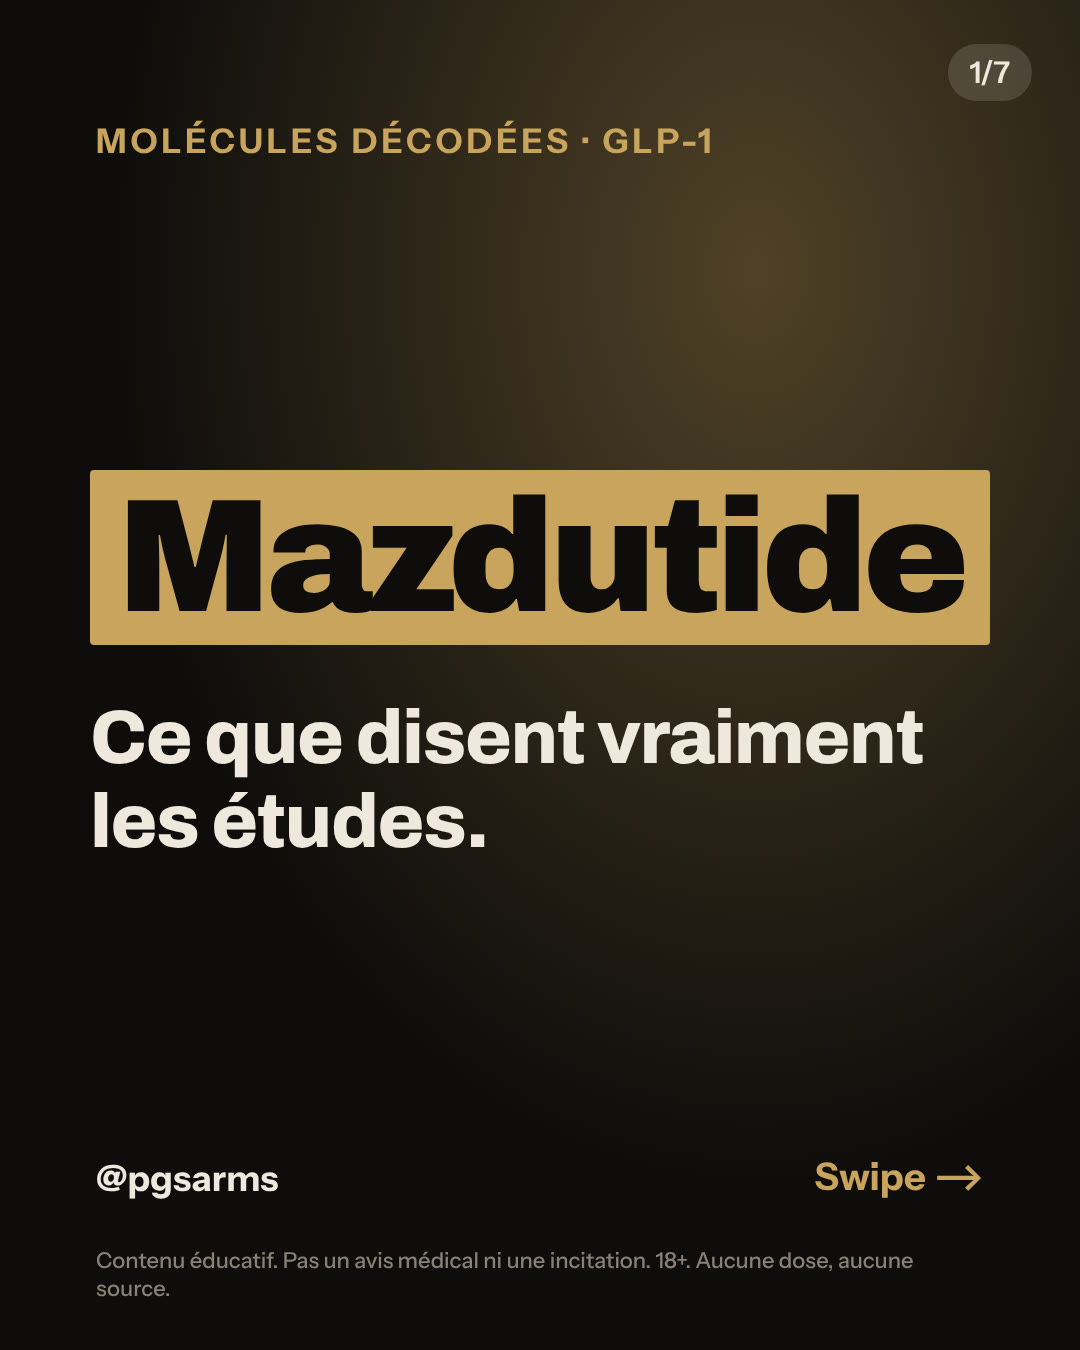 1/7
MOLÉCULES DÉCODÉES · GLP-1
Mazdutide
Ce que disent vraiment
les études.
@pgsarms
Swipe →
Contenu éducatif. Pas un avis médical ni une incitation. 18+. Aucune dose, aucune
source.